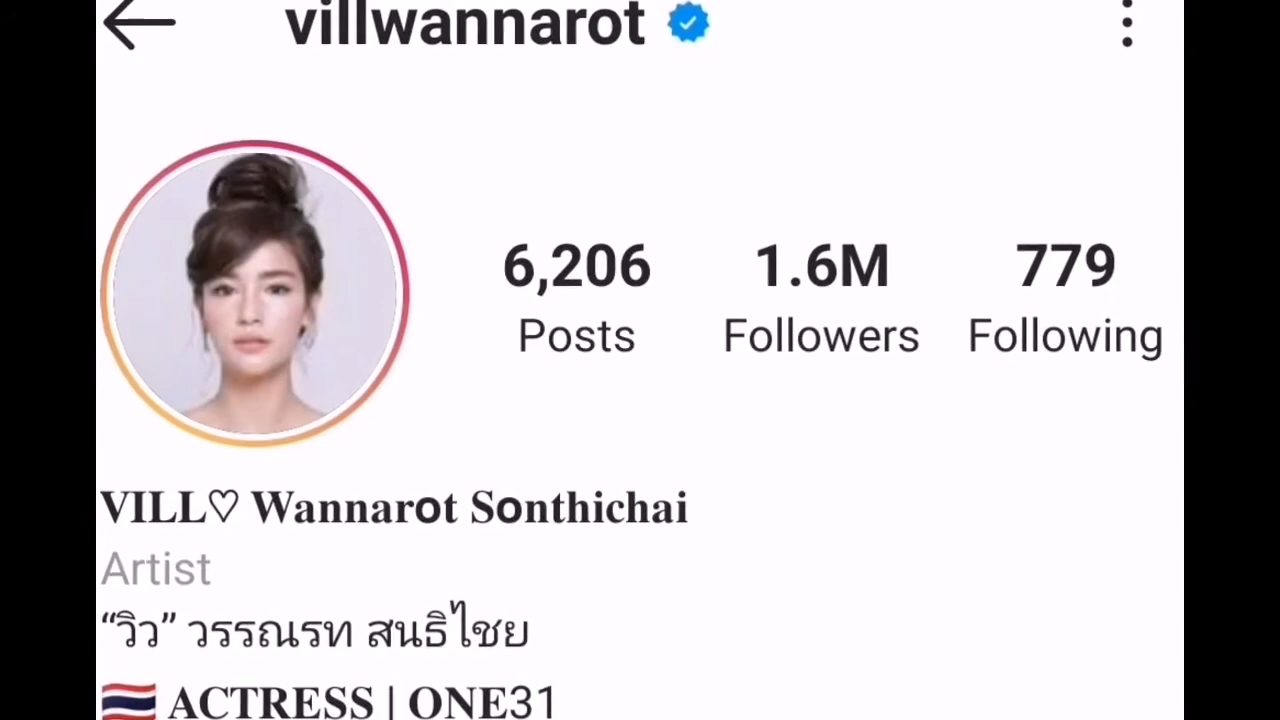 villwannarot
6,206 1.6M 779
Posts Followers Following
VILL♡ Wannarot Sonthichai
Artist
“วิว” วรรณรท สนธิไชย
🇹🇭 ACTRESS | ONE31